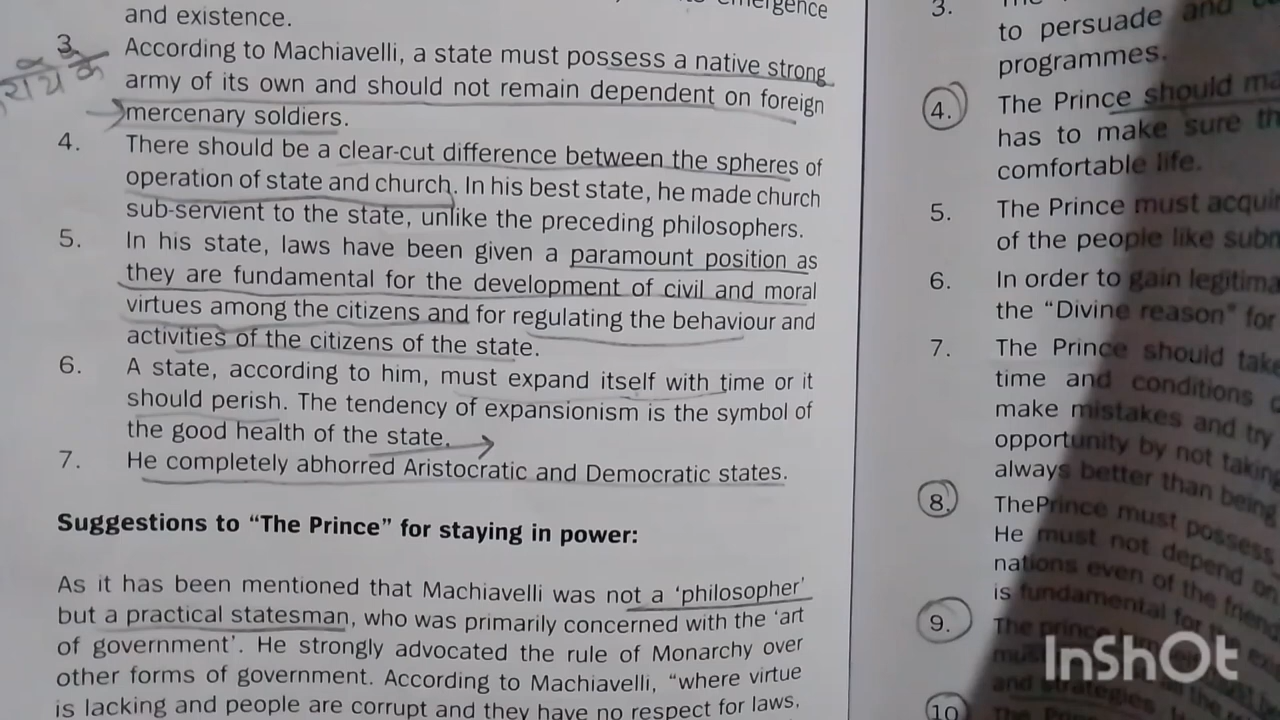 and existence.
3
According to Machiavelli, a state must possess a native strong
army of its own and should not remain dependent on foreign
mercenary soldiers.
4. There should be a clear-cut difference between the spheres of
operation of state and church. In his best state, he made church
sub-servient to the state, unlike the preceding philosophers.
5. In his state, laws have been given a paramount position as
they are fundamental for the development of civil and moral
virtues among the citizens and for regulating the behaviour and
activities of the citizens of the state.
6. A state, according to him, must expand itself with time or it
should perish. The tendency of expansionism is the symbol of
the good health of the state.
7. He completely abhorred Aristocratic and Democratic states.
Suggestions to “The Prince” for staying in power:
As it has been mentioned that Machiavelli was not a ‘philosopher’
but a practical statesman, who was primarily concerned with the ‘art
of government’. He strongly advocated the rule of Monarchy over
other forms of government. According to Machiavelli, “where virtue
is lacking and people are corrupt and they have no respect for laws,
3.
to persuade and
programmes.
4. The Prince should
has to make sure
comfortable life.
5. The Prince must
of the people like
6. In order to gain
the “Divine reason” for
7. The Prince should take
time and conditions
make mistakes and try
opportunity by not taking
always better than being
8. ThePrince must possess
He must not depend on
nations even of the
is fundamental for
9. The prince
and strategies.
10
InShOt